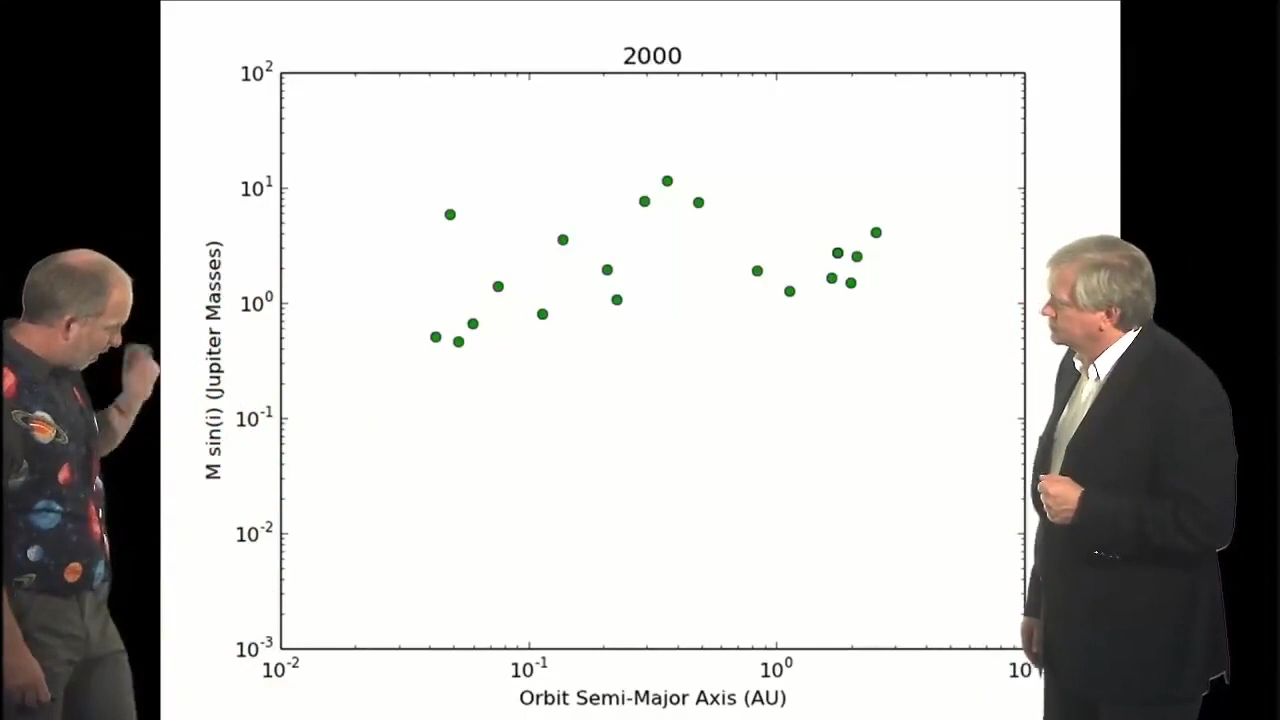 2000
10^2
10^1
10^0
10^-1
10^-2
10^-3
M sin(i) (Jupiter Masses)
10^-2 10^-1 10^0
Orbit Semi-Major Axis (AU)